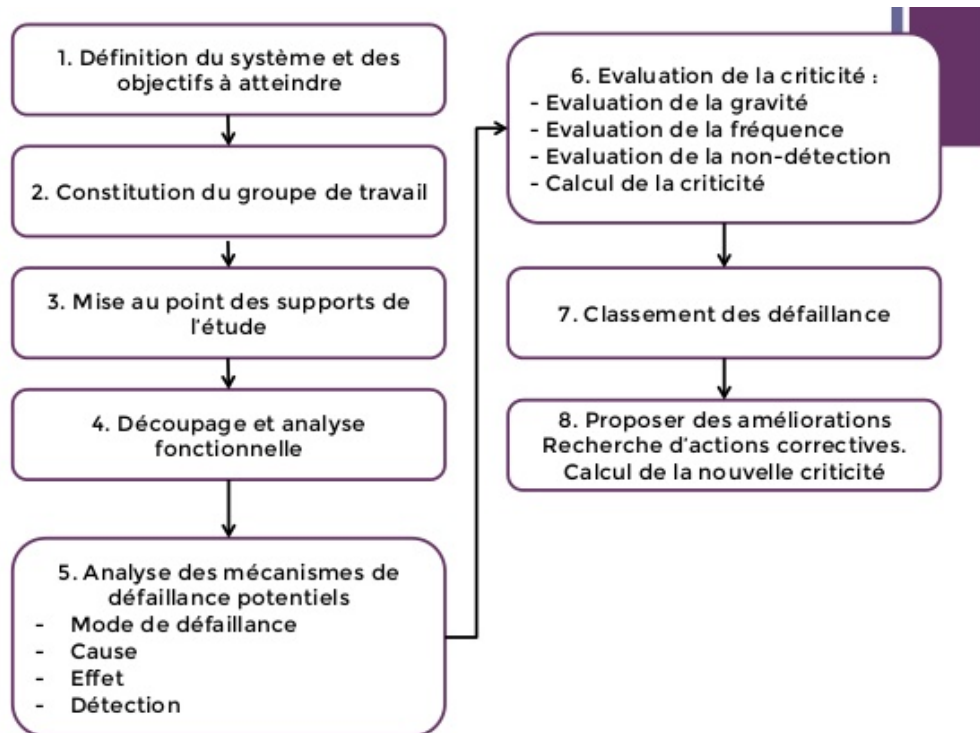 1. Définition du système et des
objectifs à atteindre
2. Constitution du groupe de travail
3. Mise au point des supports de
l'étude
4. Découpage et analyse
fonctionnelle
5. Analyse des mécanismes de
défaillance potentiels
- Mode de défaillance
- Cause
- Effet
- Détection
6. Evaluation de la criticité :
- Evaluation de la gravité
- Evaluation de la fréquence
- Evaluation de la non-détection
- Calcul de la criticité
7. Classement des défaillance
8. Proposer des améliorations
Recherche d'actions correctives.
Calcul de la nouvelle criticité